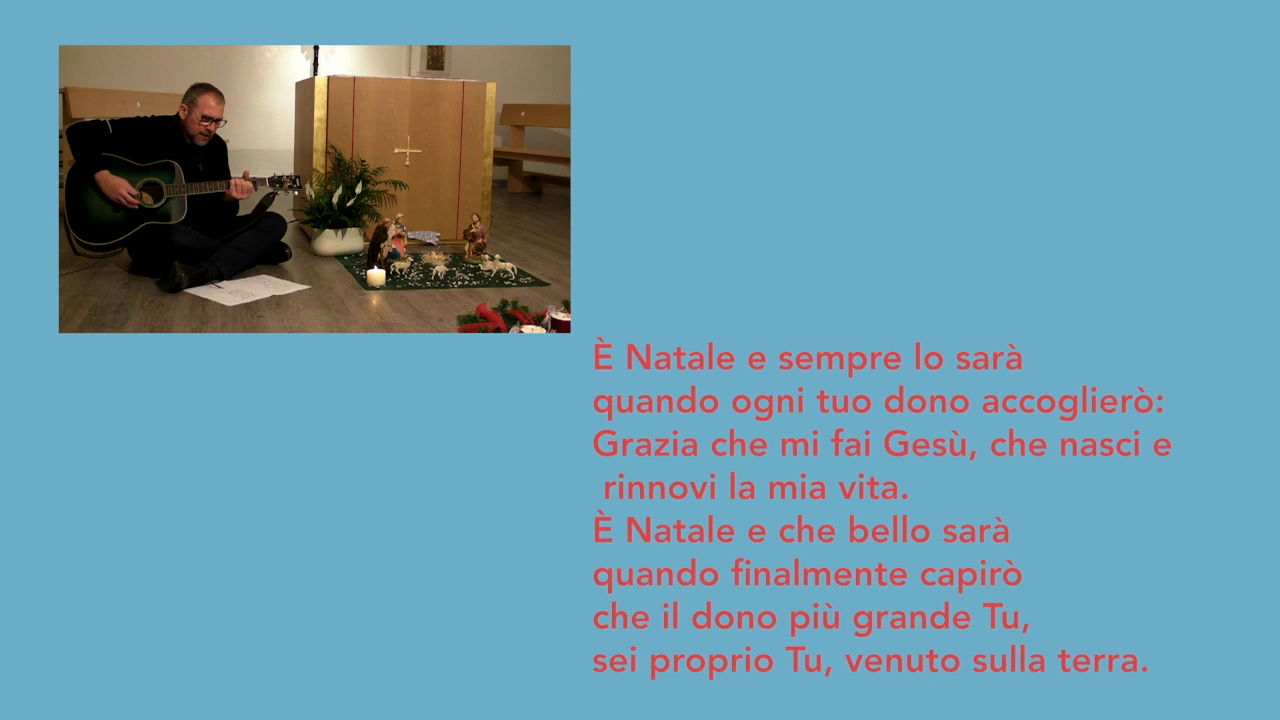 È Natale e sempre lo sarà
quando ogni tuo dono accoglierò:
Grazia che mi fai Gesù, che nasci e
rinnovi la mia vita.
È Natale e che bello sarà
quando finalmente capirò
che il dono più grande Tu,
sei proprio Tu, venuto sulla terra.